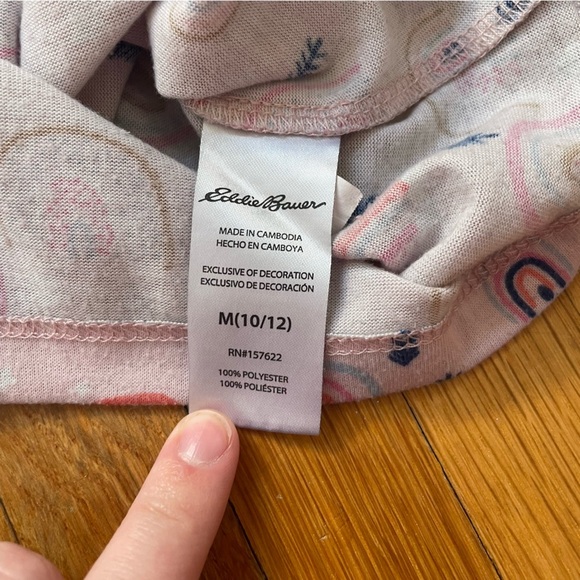 Eddie Bauer
MADE IN CAMBODIA
HECHO EN CAMBOYA
EXCLUSIVE OF DECORATION
EXCLUSIVO DE DECORACIÓN
M(10/12)
RN#157622
100% POLYESTER
100% POLIÉSTER